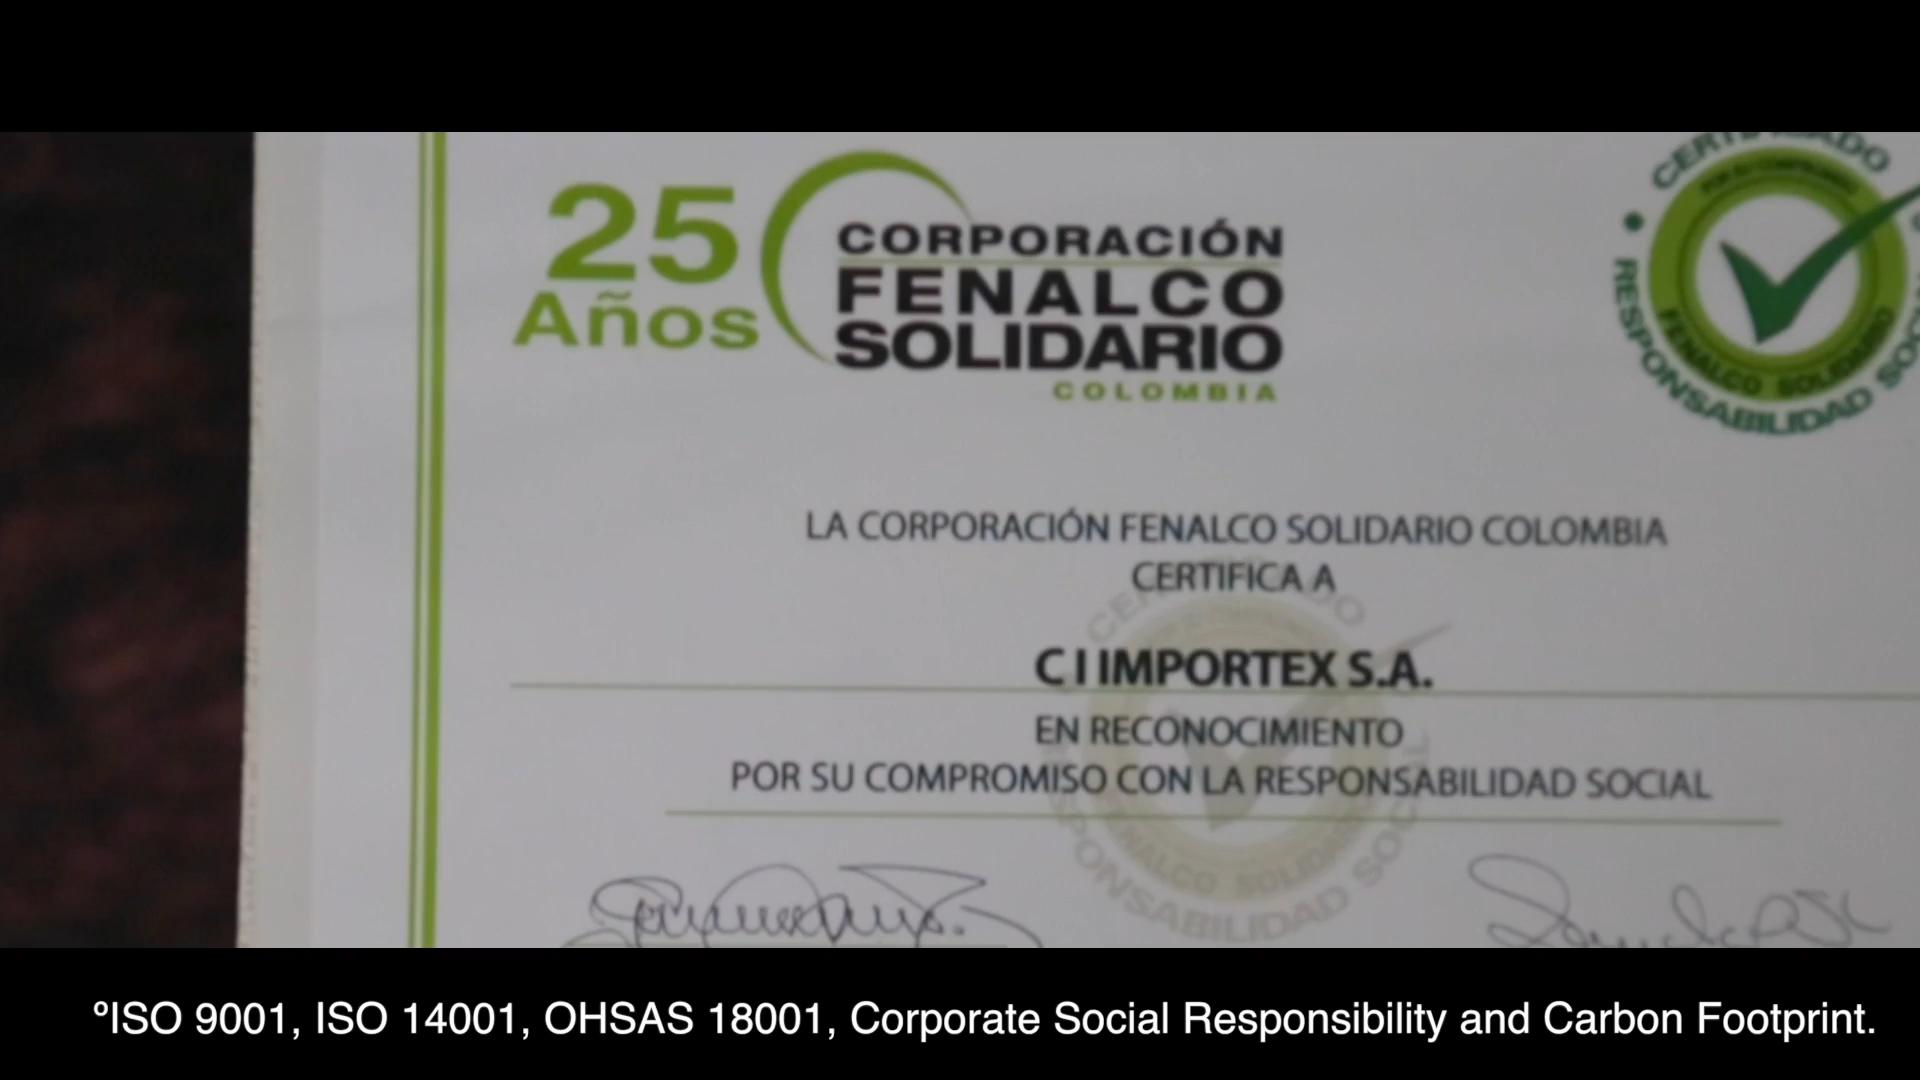 25
Años
CORPORACIÓN
FENALCO
SOLIDARIO
COLOMBIA
CERTIFICADO
RESPONSABILIDAD SOCIAL
FENALCO SOLIDARIO
LA CORPORACIÓN FENALCO SOLIDARIO COLOMBIA
CERTIFICA A
C I IMPORTEX S.A.
EN RECONOCIMIENTO
POR SU COMPROMISO CON LA RESPONSABILIDAD SOCIAL
ºISO 9001, ISO 14001, OHSAS 18001, Corporate Social Responsibility and Carbon Footprint.